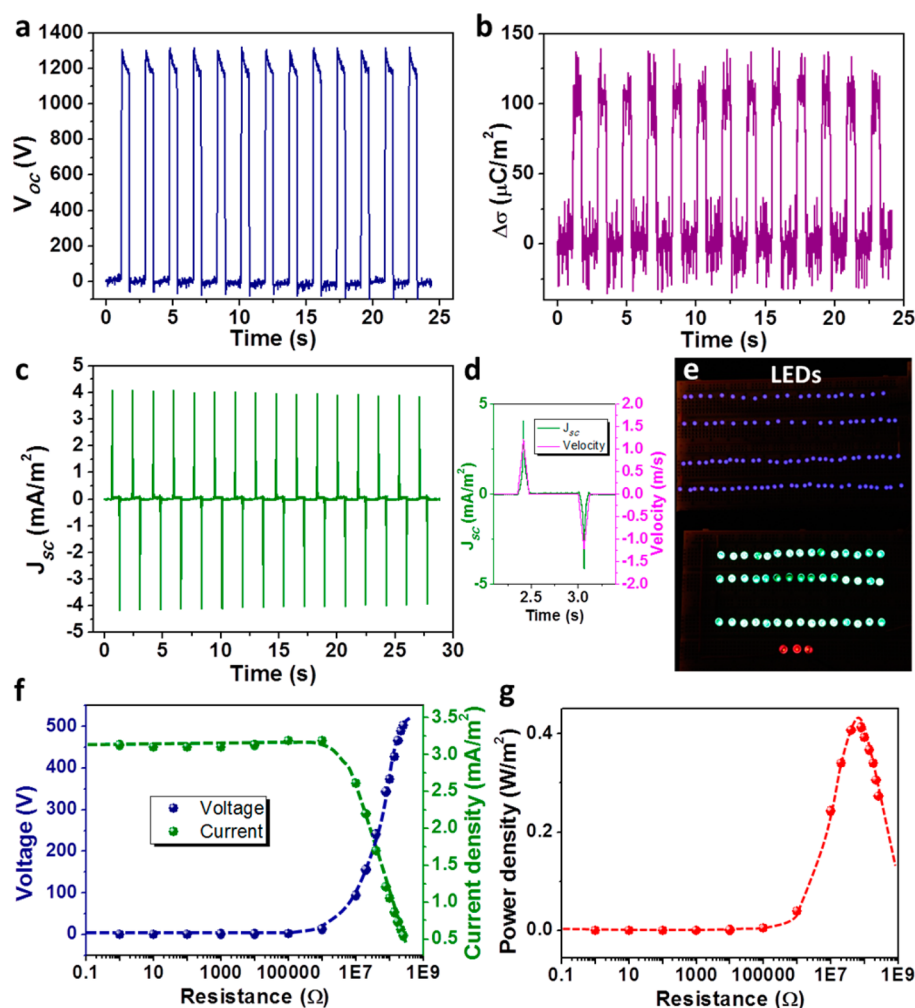 a
1400
1200
1000
800
600
400
200
0
V_oc (V)
0 5 10 15 20 25
Time (s)
b
150
100
50
0
Δσ (μC/m²)
0 5 10 15 20 25
Time (s)
c
5
4
3
2
1
0
-1
-2
-3
-4
-5
J_sc (mA/m²)
0 5 10 15 20 25 30
Time (s)
d
5
0
-5
J_sc (mA/m²)
J_sc
Velocity
2.0
1.5
1.0
0.5
0.0
-0.5
-1.0
-1.5
-2.0
Velocity (m/s)
2.5 3.0
Time (s)
e
LEDs
f
500
400
300
200
100
0
Voltage (V)
Voltage
Current
3.5
3.0
2.5
2.0
1.5
1.0
0.5
Current density (mA/m²)
0.1 10 1000 100000 1E7 1E9
Resistance (Ω)
g
0.4
0.2
0.0
Power density (W/m²)
0.1 10 1000 100000 1E7 1E9
Resistance (Ω)